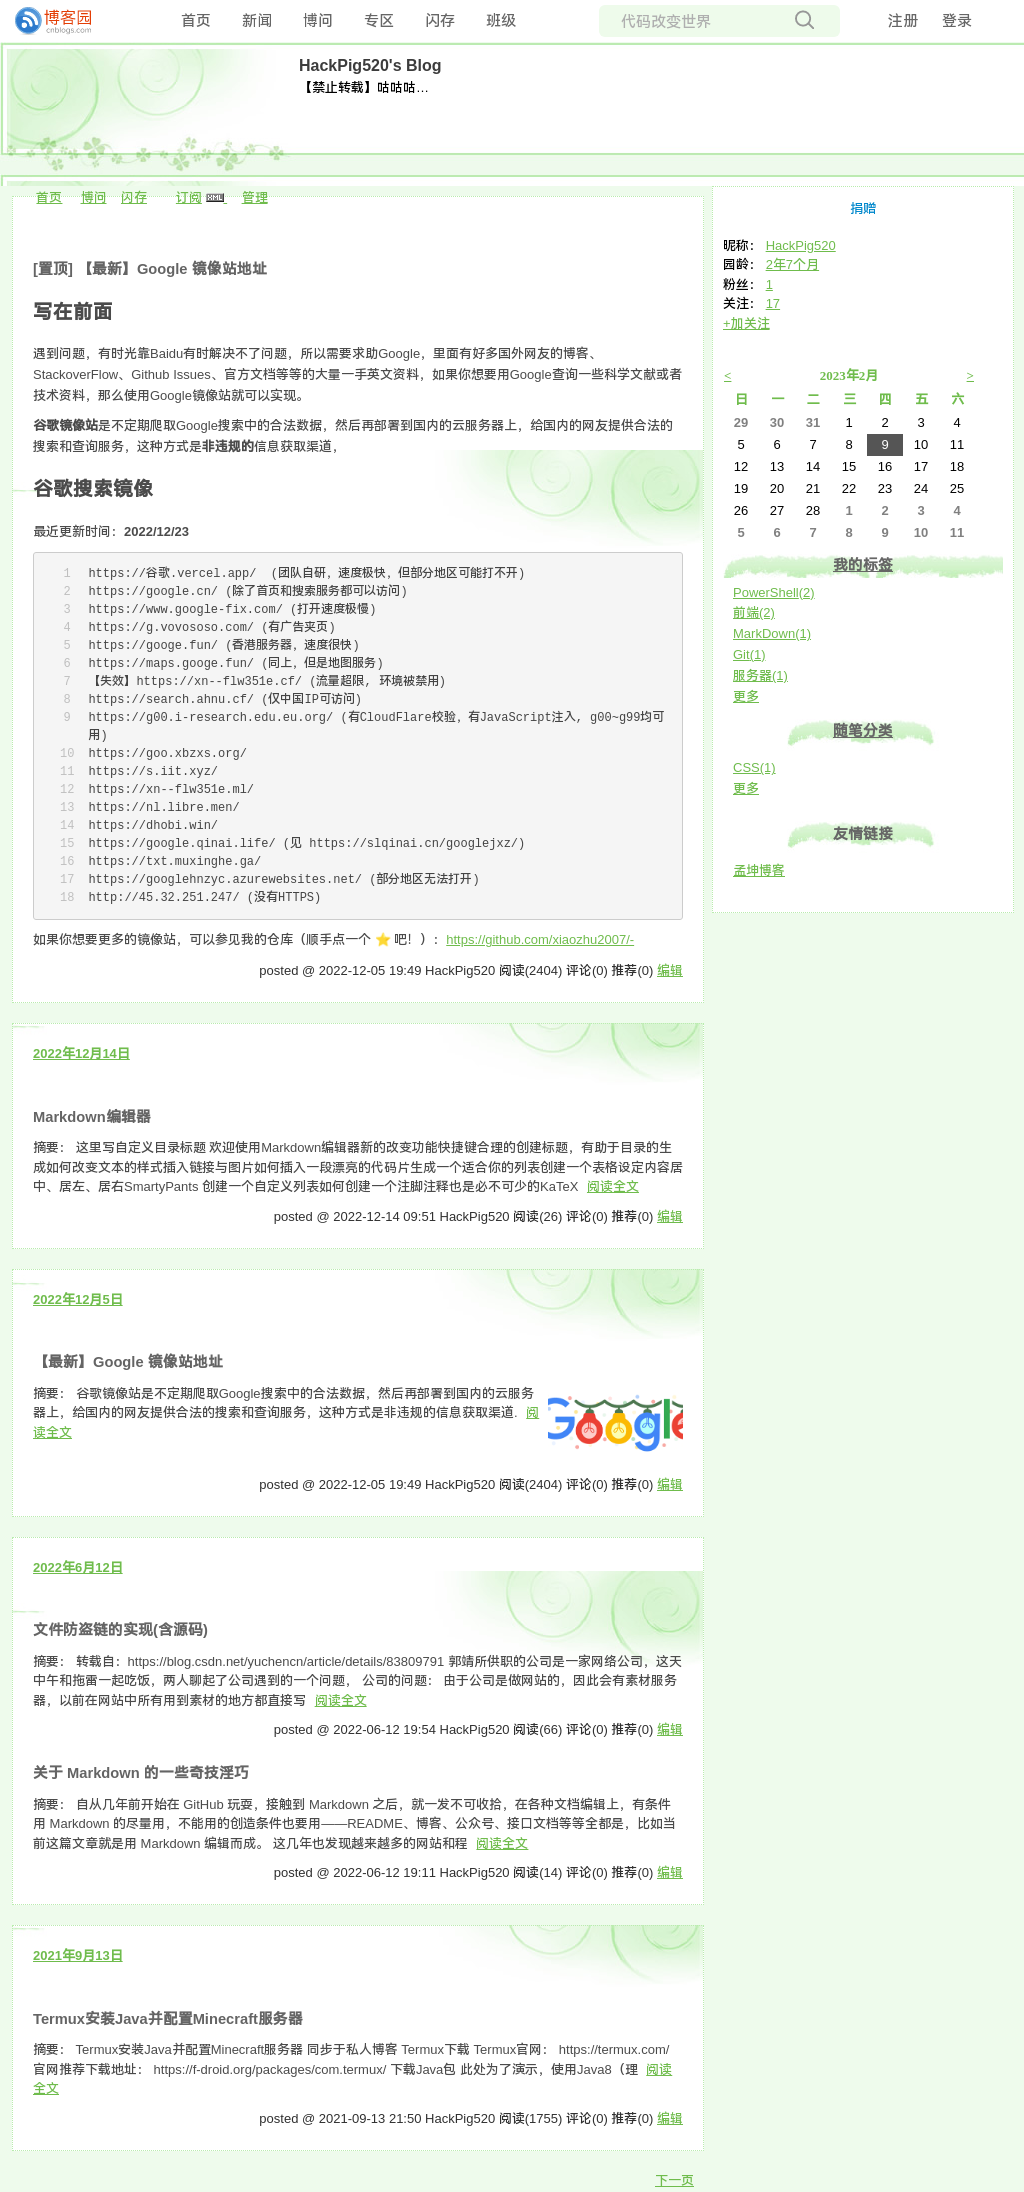 博客园
cnblogs.com
首页 新闻 博问 专区 闪存 班级
代码改变世界
注册 登录
HackPig520's Blog
【禁止转载】咕咕咕…
首页 博问 闪存 订阅 XML 管理
[置顶] 【最新】Google 镜像站地址
写在前面
遇到问题，有时光靠Baidu有时解决不了问题，所以需要求助Google，里面有好多国外网友的博客、
StackoverFlow、Github Issues、官方文档等等的大量一手英文资料，如果你想要用Google查询一些科学文献或者
技术资料，那么使用Google镜像站就可以实现。
谷歌镜像站是不定期爬取Google搜索中的合法数据，然后再部署到国内的云服务器上，给国内的网友提供合法的
搜索和查询服务，这种方式是非违规的信息获取渠道，
谷歌搜索镜像
最近更新时间：2022/12/23
1 https://谷歌.vercel.app/ （团队自研，速度极快，但部分地区可能打不开）
2 https://google.cn/（除了首页和搜索服务都可以访问）
3 https://www.google-fix.com/（打开速度极慢）
4 https://g.vovososo.com/（有广告夹页）
5 https://googe.fun/（香港服务器，速度很快）
6 https://maps.googe.fun/（同上，但是地图服务）
7 【失效】https://xn--flw351e.cf/（流量超限, 环境被禁用）
8 https://search.ahnu.cf/（仅中国IP可访问）
9 https://g00.i-research.edu.eu.org/（有CloudFlare校验，有JavaScript注入, g00~g99均可
用）
10 https://goo.xbzxs.org/
11 https://s.iit.xyz/
12 https://xn--flw351e.ml/
13 https://nl.libre.men/
14 https://dhobi.win/
15 https://google.qinai.life/（见 https://slqinai.cn/googlejxz/）
16 https://txt.muxinghe.ga/
17 https://googlehnzyc.azurewebsites.net/（部分地区无法打开）
18 http://45.32.251.247/（没有HTTPS）
如果你想要更多的镜像站，可以参见我的仓库（顺手点一个 ⭐ 吧！）：https://github.com/xiaozhu2007/-
posted @ 2022-12-05 19:49 HackPig520 阅读(2404) 评论(0) 推荐(0) 编辑
2022年12月14日
Markdown编辑器
摘要： 这里写自定义目录标题 欢迎使用Markdown编辑器新的改变功能快捷键合理的创建标题，有助于目录的生
成如何改变文本的样式插入链接与图片如何插入一段漂亮的代码片生成一个适合你的列表创建一个表格设定内容居
中、居左、居右SmartyPants 创建一个自定义列表如何创建一个注脚注释也是必不可少的KaTeX 阅读全文
posted @ 2022-12-14 09:51 HackPig520 阅读(26) 评论(0) 推荐(0) 编辑
2022年12月5日
【最新】Google 镜像站地址
摘要： 谷歌镜像站是不定期爬取Google搜索中的合法数据，然后再部署到国内的云服务
器上，给国内的网友提供合法的搜索和查询服务，这种方式是非违规的信息获取渠道. 阅
读全文
Google
posted @ 2022-12-05 19:49 HackPig520 阅读(2404) 评论(0) 推荐(0) 编辑
2022年6月12日
文件防盗链的实现(含源码)
摘要： 转载自：https://blog.csdn.net/yuchencn/article/details/83809791 郭靖所供职的公司是一家网络公司，这天
中午和拖雷一起吃饭，两人聊起了公司遇到的一个问题， 公司的问题： 由于公司是做网站的，因此会有素材服务
器，以前在网站中所有用到素材的地方都直接写 阅读全文
posted @ 2022-06-12 19:54 HackPig520 阅读(66) 评论(0) 推荐(0) 编辑
关于 Markdown 的一些奇技淫巧
摘要： 自从几年前开始在 GitHub 玩耍，接触到 Markdown 之后，就一发不可收拾，在各种文档编辑上，有条件
用 Markdown 的尽量用，不能用的创造条件也要用——README、博客、公众号、接口文档等等全都是，比如当
前这篇文章就是用 Markdown 编辑而成。 这几年也发现越来越多的网站和程 阅读全文
posted @ 2022-06-12 19:11 HackPig520 阅读(14) 评论(0) 推荐(0) 编辑
2021年9月13日
Termux安装Java并配置Minecraft服务器
摘要： Termux安装Java并配置Minecraft服务器 同步于私人博客 Termux下载 Termux官网： https://termux.com/
官网推荐下载地址： https://f-droid.org/packages/com.termux/ 下载Java包 此处为了演示，使用Java8（理 阅读
全文
posted @ 2021-09-13 21:50 HackPig520 阅读(1755) 评论(0) 推荐(0) 编辑
下一页
捐赠
昵称： HackPig520
园龄： 2年7个月
粉丝： 1
关注： 17
+加关注
< 2023年2月 >
日 一 二 三 四 五 六
29 30 31 1 2 3 4
5 6 7 8 9 10 11
12 13 14 15 16 17 18
19 20 21 22 23 24 25
26 27 28 1 2 3 4
5 6 7 8 9 10 11
我的标签
PowerShell(2)
前端(2)
MarkDown(1)
Git(1)
服务器(1)
更多
随笔分类
CSS(1)
更多
友情链接
孟坤博客